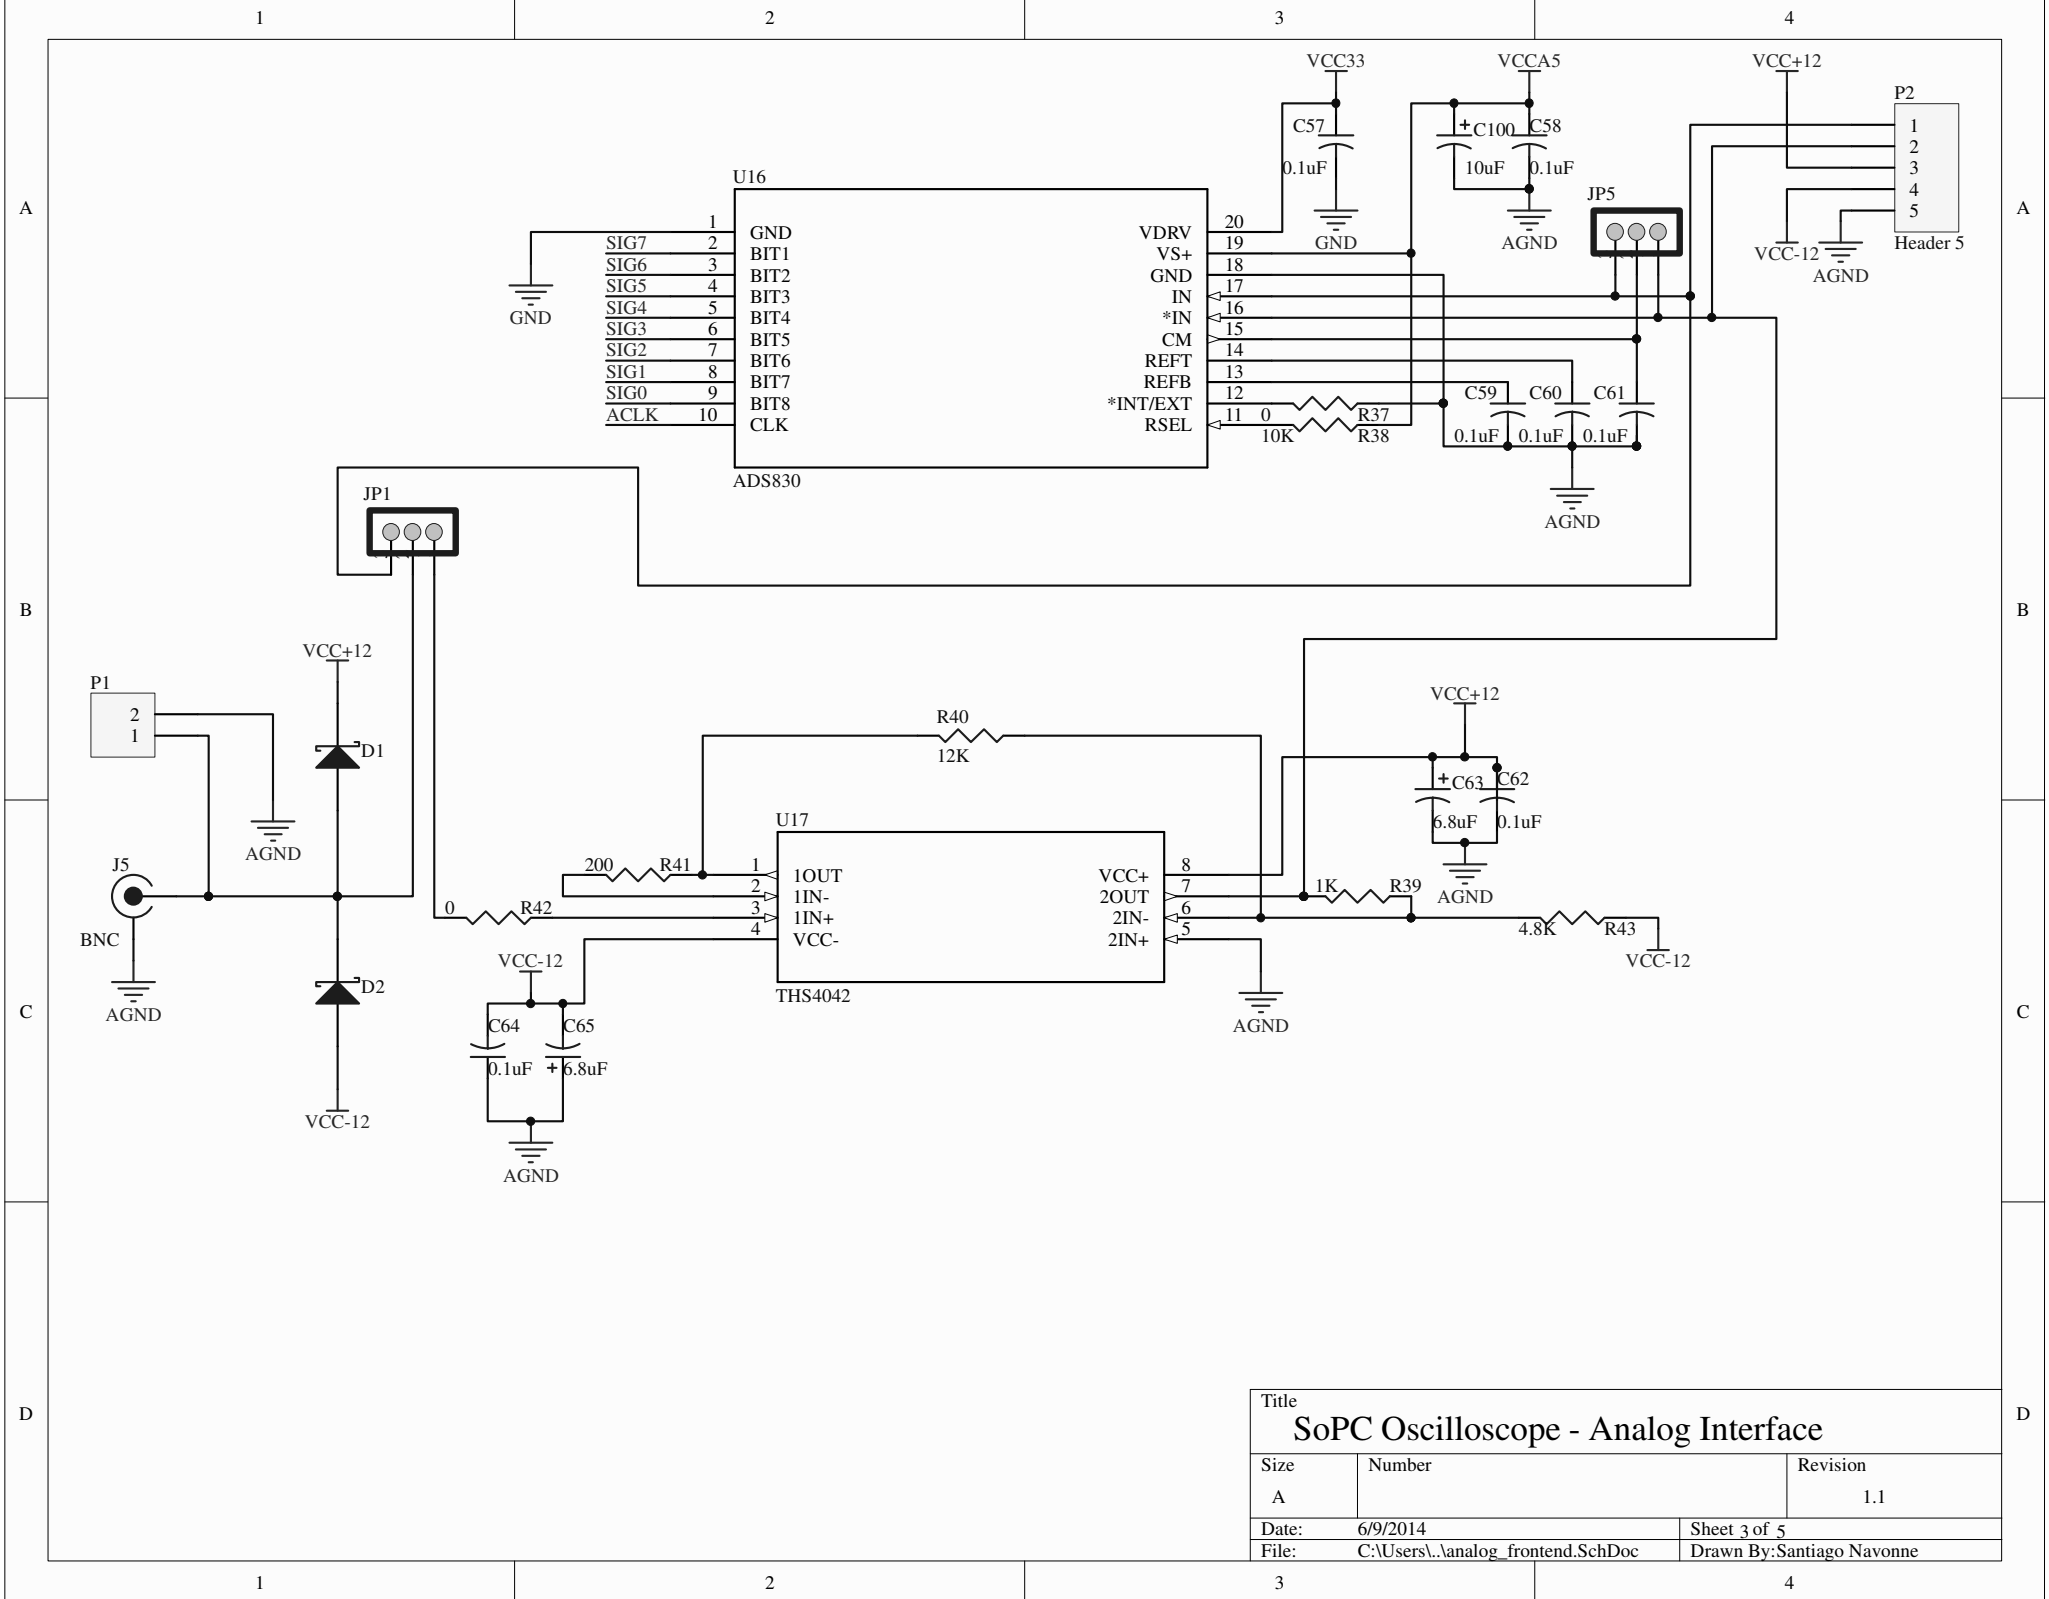 1 2 3 4
VCC33 VCCA5 VCC+12
P2
C57 + C100 C58
0.1uF 10uF 0.1uF
1
2
3
4
5
Header 5
JP5
VCC-12
AGND
GND AGND
A A
U16
1 GND VDRV 20
SIG7 2 BIT1 VS+ 19
SIG6 3 BIT2 GND 18
SIG5 4 BIT3 IN 17
SIG4 5 BIT4 *IN 16
SIG3 6 BIT5 CM 15
SIG2 7 BIT6 REFT 14
SIG1 8 BIT7 REFB 13
SIG0 9 BIT8 *INT/EXT 12
ACLK 10 CLK RSEL 11
GND
ADS830
0 R37
10K R38
C59 C60 C61
0.1uF 0.1uF 0.1uF
AGND
JP1
B B
VCC+12
P1
2
1
D1
AGND
J5
BNC
AGND
D2
VCC-12
R40
12K
VCC+12
+ C63 C62
6.8uF 0.1uF
AGND
U17
200 R41 1 1OUT VCC+ 8
2 1IN- 2OUT 7 1K R39
0 R42 3 1IN+ 2IN- 6 4.8K R43
4 VCC- 2IN+ 5
VCC-12
THS4042
AGND
VCC-12
C64 C65
0.1uF + 6.8uF
AGND
C C
D D
Title
SoPC Oscilloscope - Analog Interface
Size Number Revision
A 1.1
Date: 6/9/2014 Sheet 3 of 5
File: C:\Users\..\analog_frontend.SchDoc Drawn By:Santiago Navonne
1 2 3 4